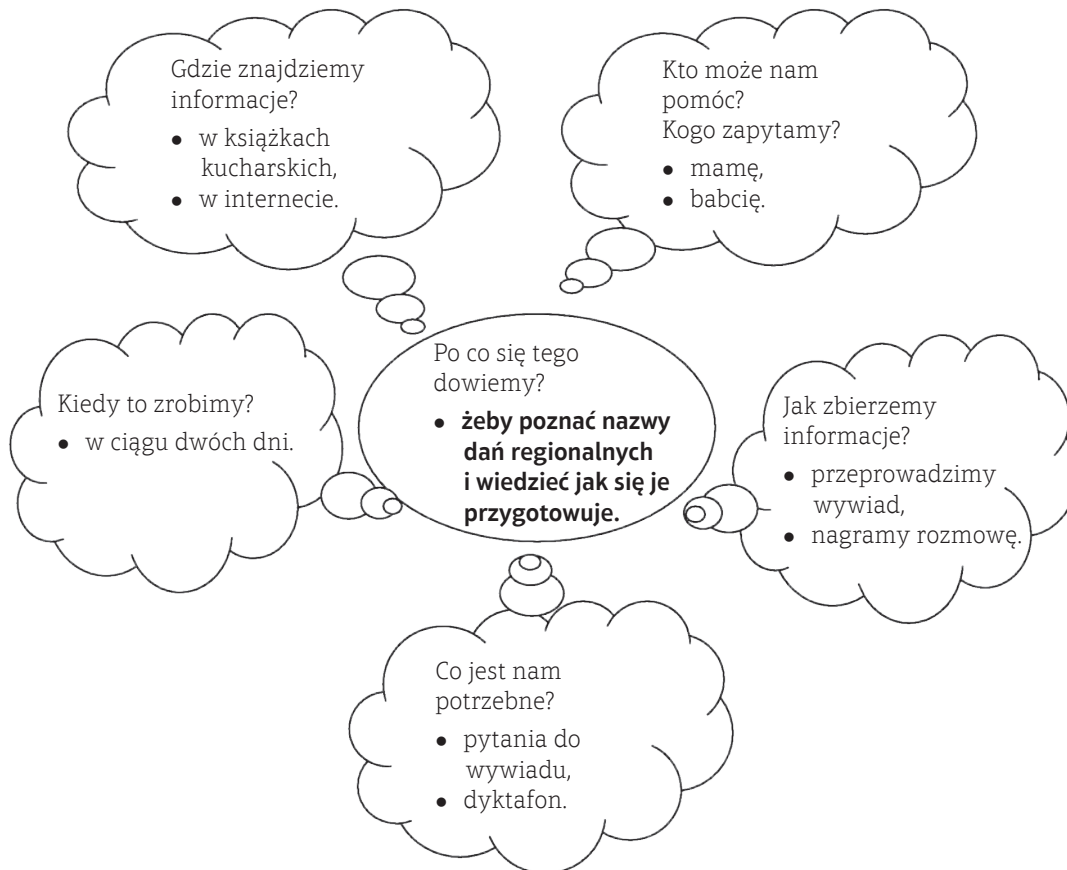 Gdzie znajdziemy
informacje?
• w książkach
kucharskich,
• w internecie.
Kto może nam
pomóc?
Kogo zapytamy?
• mamę,
• babcię.
Po co się tego
dowiemy?
• żeby poznać nazwy
dań regionalnych
i wiedzieć jak się je
przygotowuje.
Kiedy to zrobimy?
• w ciągu dwóch dni.
Jak zbierzemy
informacje?
• przeprowadzimy
wywiad,
• nagramy rozmowę.
Co jest nam
potrzebne?
• pytania do
wywiadu,
• dyktafon.